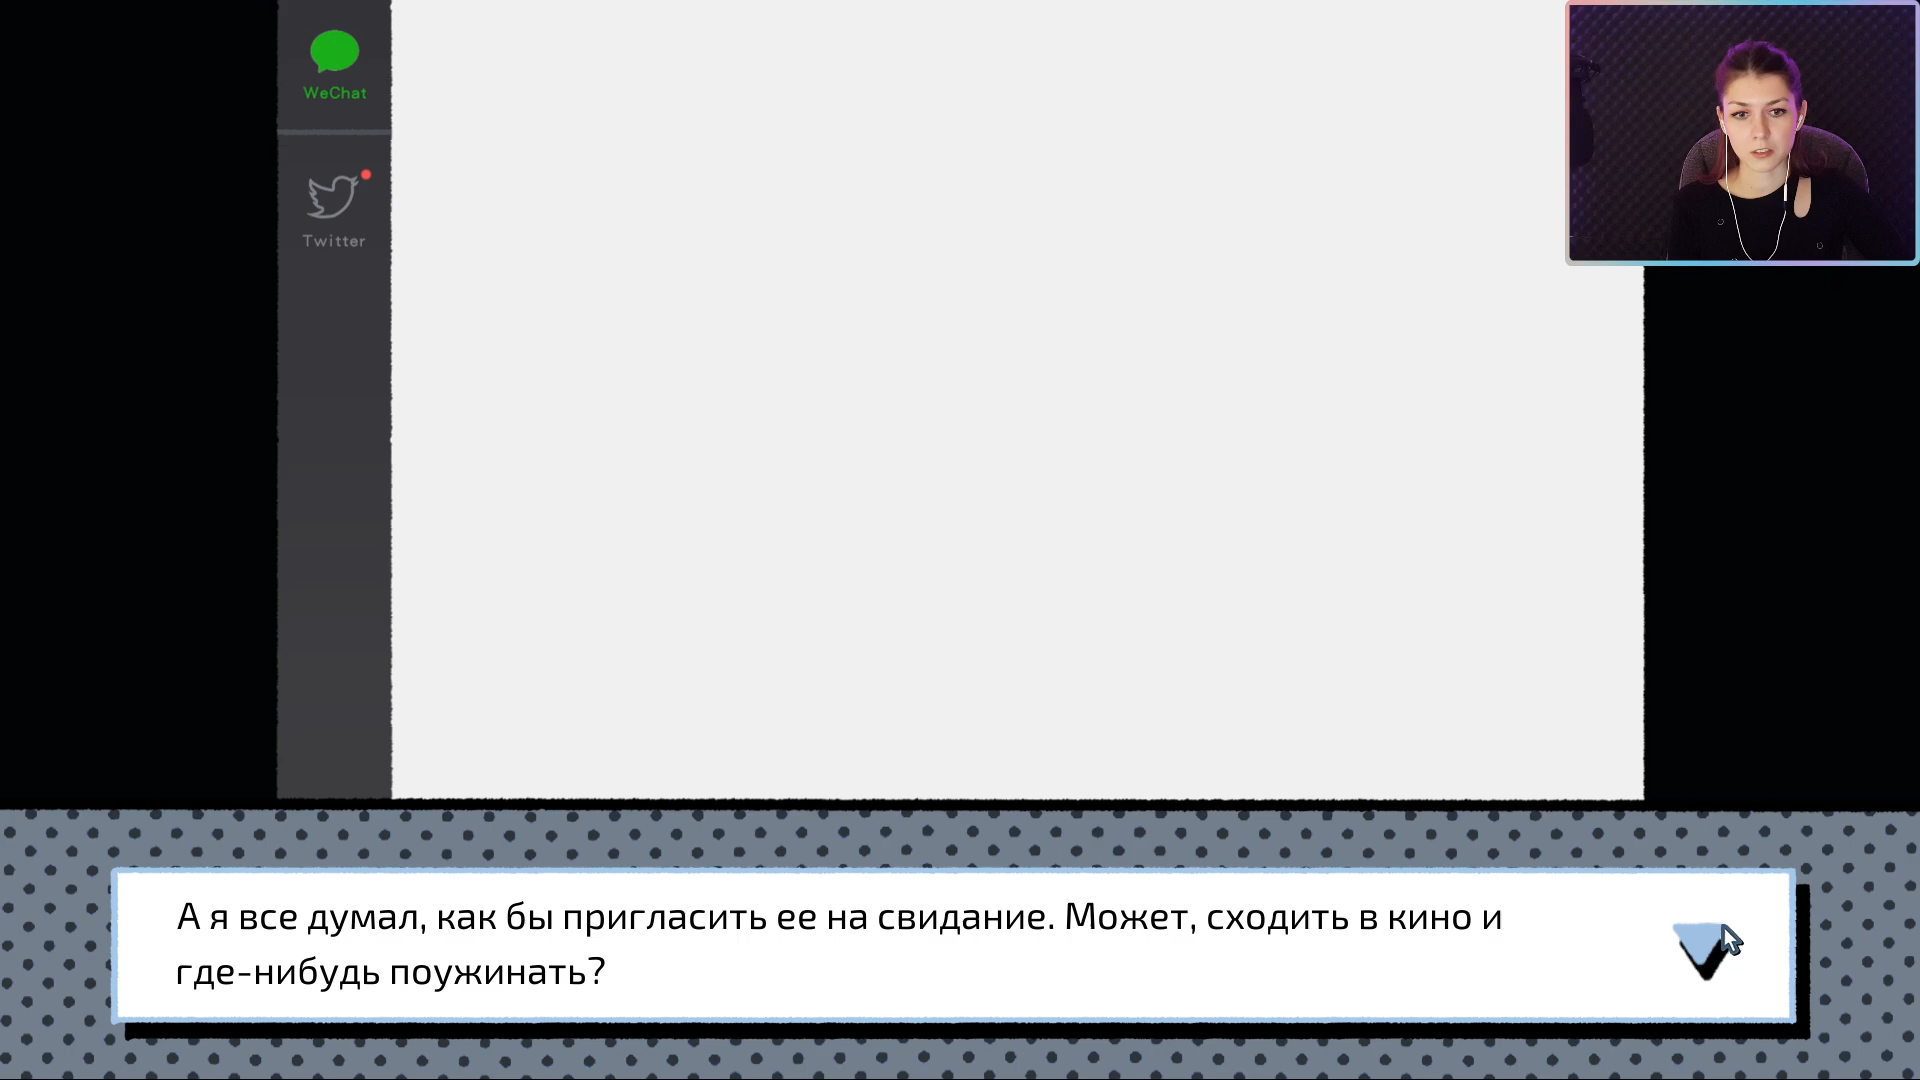 WeChat
Twitter
А я все думал, как бы пригласить ее на свидание. Может, сходить в кино и
где-нибудь поужинать?